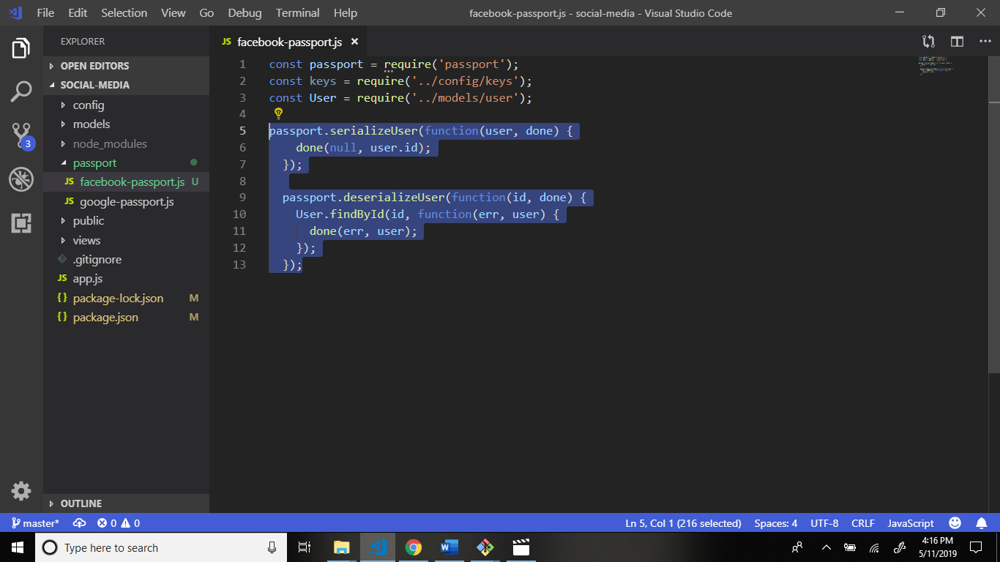 File Edit Selection View Go Debug Terminal Help
facebook-passport.js - social-media - Visual Studio Code
EXPLORER
OPEN EDITORS
SOCIAL-MEDIA
config
models
node_modules
passport
JS facebook-passport.js U
JS google-passport.js
public
views
.gitignore
JS app.js
{} package-lock.json M
{} package.json M
OUTLINE
3
JS facebook-passport.js ×
1 const passport = require('passport');
2 const keys = require('../config/keys');
3 const User = require('../models/user');
4
5 passport.serializeUser(function(user, done) {
6     done(null, user.id);
7   });
8
9   passport.deserializeUser(function(id, done) {
10     User.findById(id, function(err, user) {
11       done(err, user);
12     });
13   });
master* 0 0
Ln 5, Col 1 (216 selected) Spaces: 4 UTF-8 CRLF JavaScript
Type here to search
4:16 PM
5/11/2019